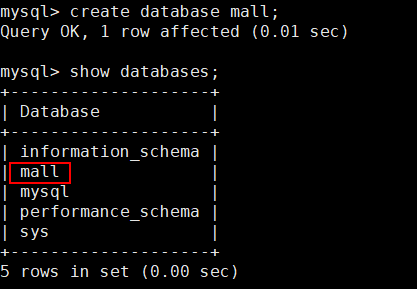 mysql> create database mall;
Query OK, 1 row affected (0.01 sec)
mysql> show databases;
+--------------------+
| Database           |
+--------------------+
| information_schema |
| mall               |
| mysql              |
| performance_schema |
| sys                |
+--------------------+
5 rows in set (0.00 sec)